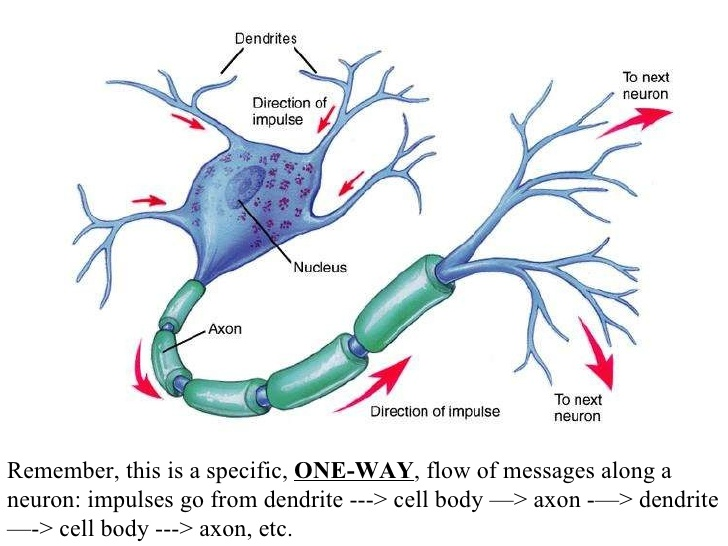 Dendrites
Direction of
impulse
To next
neuron
Nucleus
Axon
Direction of impulse
To next
neuron
Remember, this is a specific, ONE-WAY, flow of messages along a
neuron: impulses go from dendrite ---> cell body —> axon -—> dendrite
—-> cell body ---> axon, etc.